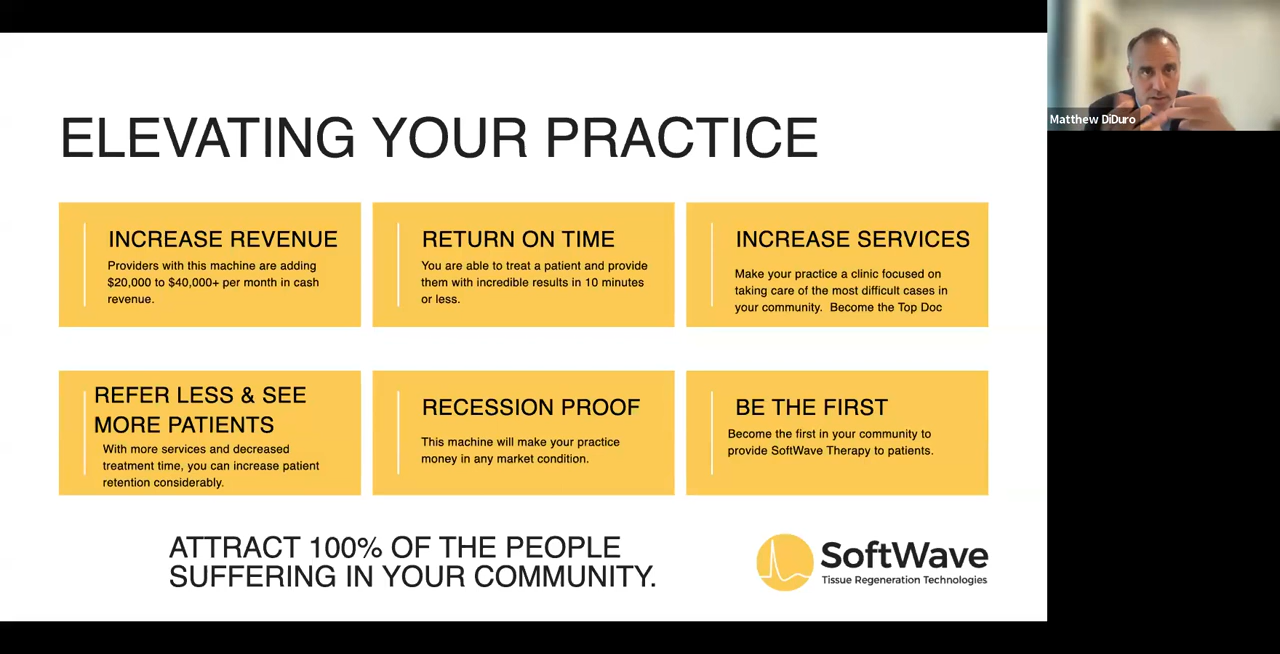 ELEVATING YOUR PRACTICE
INCREASE REVENUE
Providers with this machine are adding
$20,000 to $40,000+ per month in cash
revenue.
RETURN ON TIME
You are able to treat a patient and provide
them with incredible results in 10 minutes
or less.
INCREASE SERVICES
Make your practice a clinic focused on
taking care of the most difficult cases in
your community.  Become the Top Doc
REFER LESS & SEE
MORE PATIENTS
With more services and decreased
treatment time, you can increase patient
retention considerably.
RECESSION PROOF
This machine will make your practice
money in any market condition.
BE THE FIRST
Become the first in your community to
provide SoftWave Therapy to patients.
ATTRACT 100% OF THE PEOPLE
SUFFERING IN YOUR COMMUNITY.
SoftWave
Tissue Regeneration Technologies
Matthew DiDuro